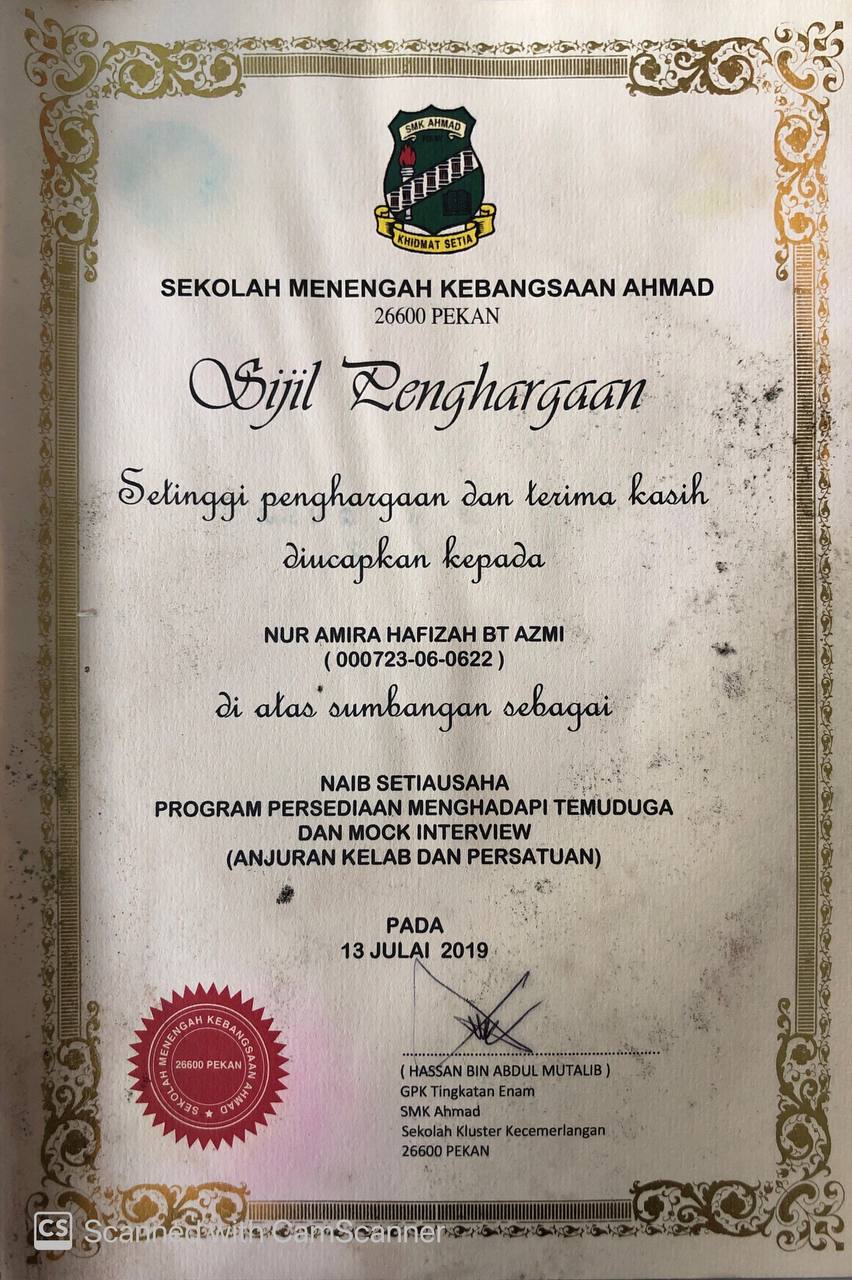 SMK AHMAD
KHIDMAT SETIA
SEKOLAH MENENGAH KEBANGSAAN AHMAD
26600 PEKAN
Sijil Penghargaan
Setinggi penghargaan dan terima kasih
diucapkan kepada
NUR AMIRA HAFIZAH BT AZMI
( 000723-06-0622 )
di atas sumbangan sebagai
NAIB SETIAUSAHA
PROGRAM PERSEDIAAN MENGHADAPI TEMUDUGA
DAN MOCK INTERVIEW
(ANJURAN KELAB DAN PERSATUAN)
PADA
13 JULAI 2019
SEKOLAH MENENGAH KEBANGSAAN AHMAD
26600 PEKAN
( HASSAN BIN ABDUL MUTALIB )
GPK Tingkatan Enam
SMK Ahmad
Sekolah Kluster Kecemerlangan
26600 PEKAN
CS Scanned with CamScanner